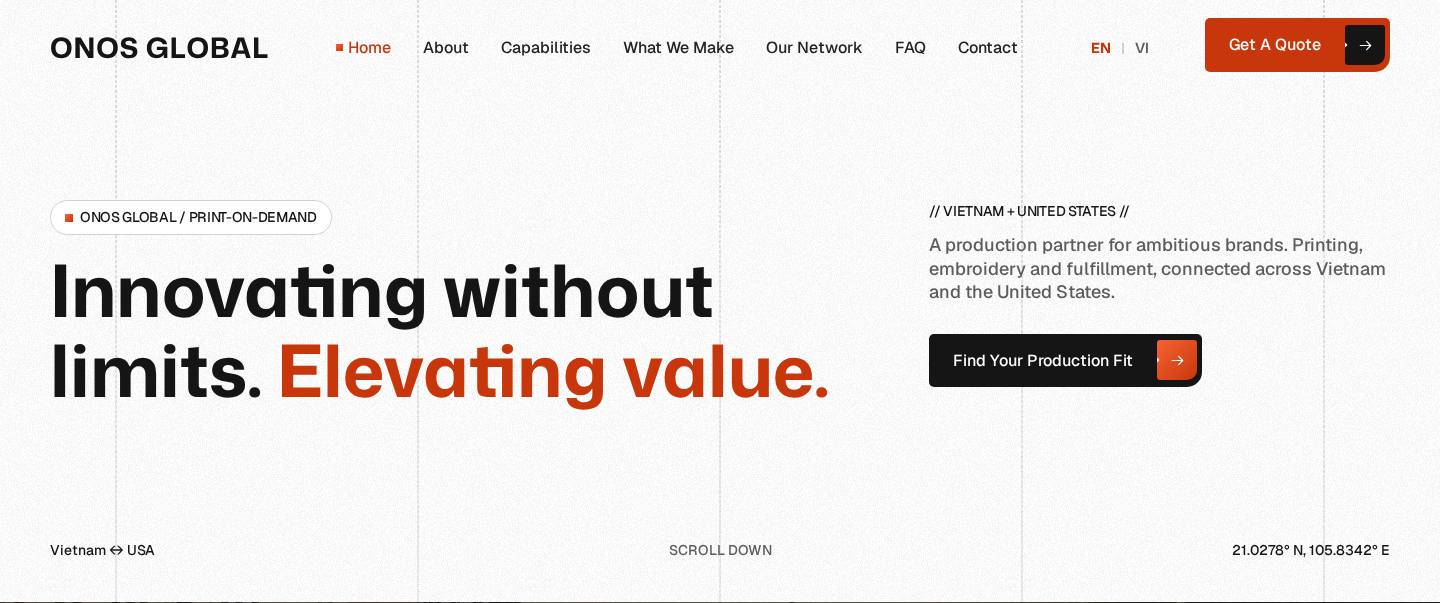 ONOS GLOBAL
Home About Capabilities What We Make Our Network FAQ Contact
EN | VI
Get A Quote →
ONOS GLOBAL / PRINT-ON-DEMAND
Innovating without
limits. Elevating value.
// VIETNAM + UNITED STATES //
A production partner for ambitious brands. Printing,
embroidery and fulfillment, connected across Vietnam
and the United States.
Find Your Production Fit →
Vietnam ↔ USA
SCROLL DOWN
21.0278° N, 105.8342° E